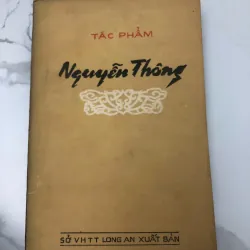 TÁC PHẨM
Nguyễn Thông
SỞ VHTT LONG AN XUẤT BẢN